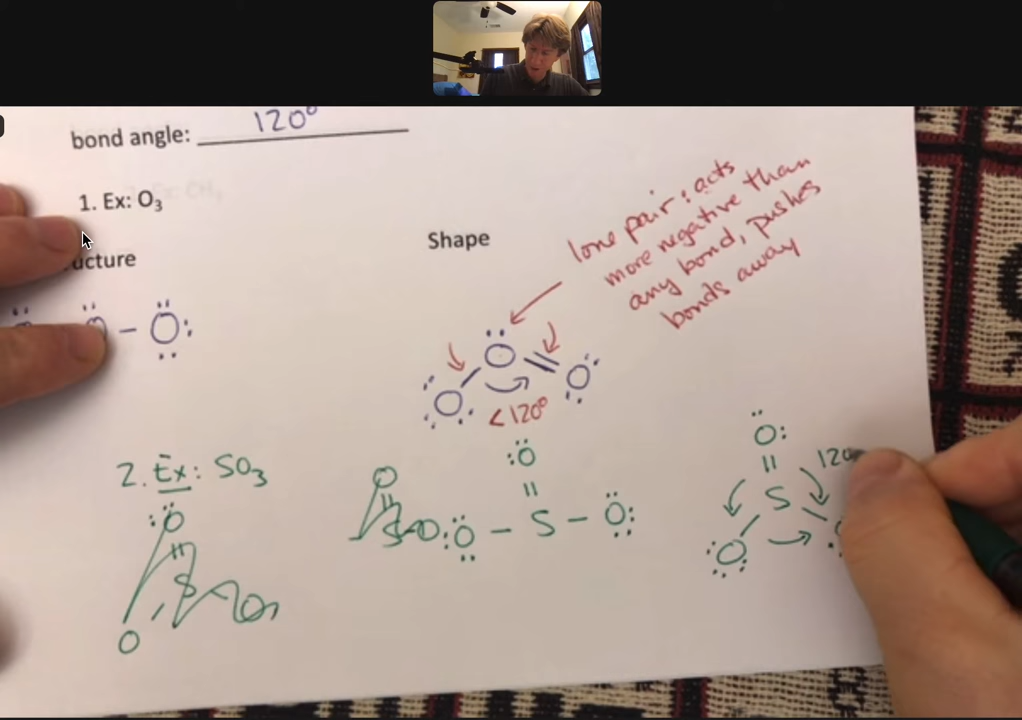 bond angle: 120°
1. Ex: O3
ucture
Shape
lone pair: acts
more negative than
any bond, pushes
bonds away
O - O:
O O = O
<120°
2. Ex: SO3
:O
S
O
O
S-O
:O
:O - S - O:
O:
S
:O
120